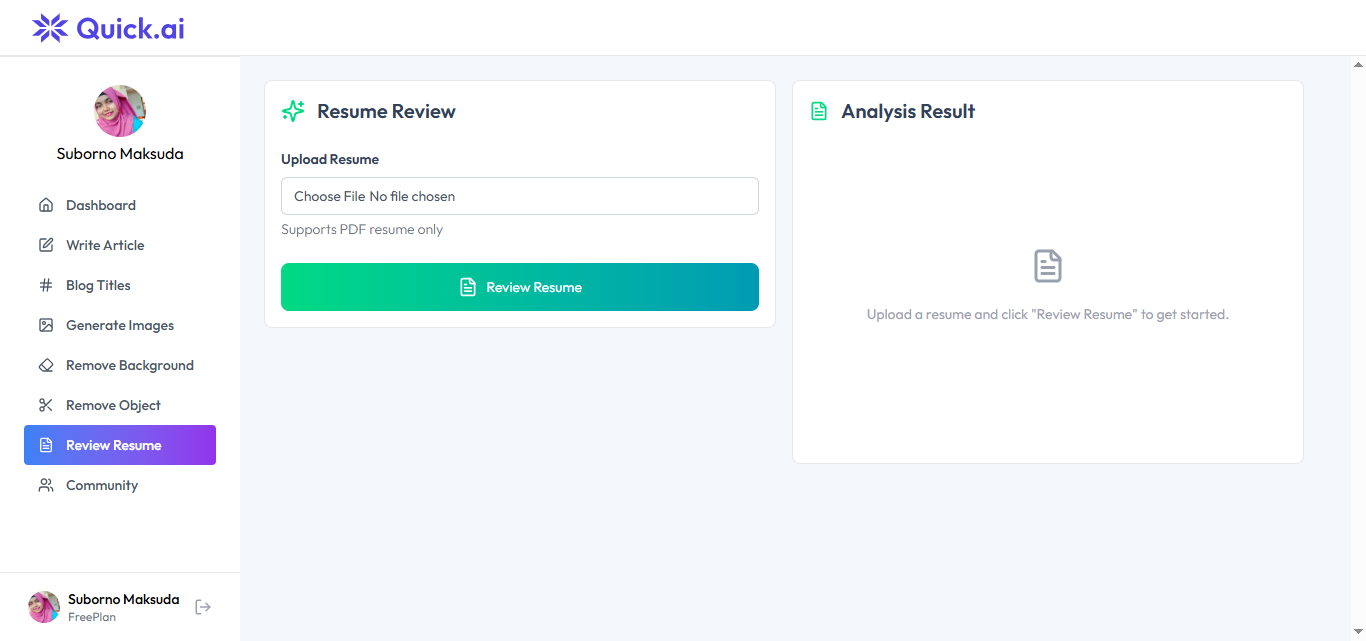 Quick.ai
Suborno Maksuda
Dashboard
Write Article
Blog Titles
Generate Images
Remove Background
Remove Object
Review Resume
Community
Suborno Maksuda
FreePlan
Resume Review
Upload Resume
Choose File No file chosen
Supports PDF resume only
Review Resume
Analysis Result
Upload a resume and click "Review Resume" to get started.